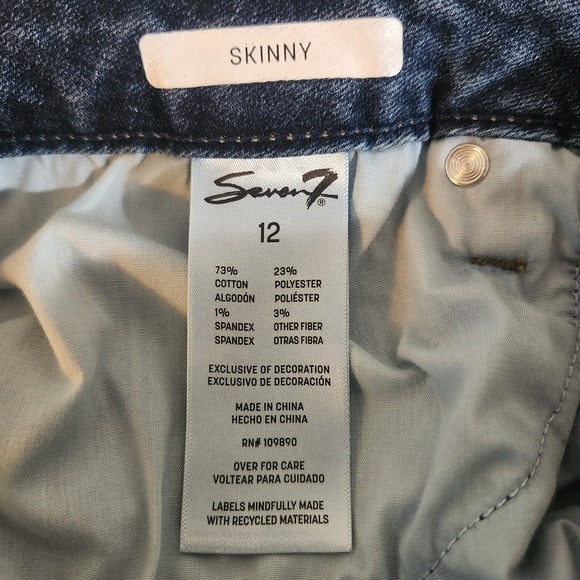 SKINNY
Seven7®
12
73% 23%
COTTON POLYESTER
ALGODÓN POLIÉSTER
1% 3%
SPANDEX OTHER FIBER
SPANDEX OTRAS FIBRA
EXCLUSIVE OF DECORATION
EXCLUSIVO DE DECORACIÓN
MADE IN CHINA
HECHO EN CHINA
RN# 109890
OVER FOR CARE
VOLTEAR PARA CUIDADO
LABELS MINDFULLY MADE
WITH RECYCLED MATERIALS